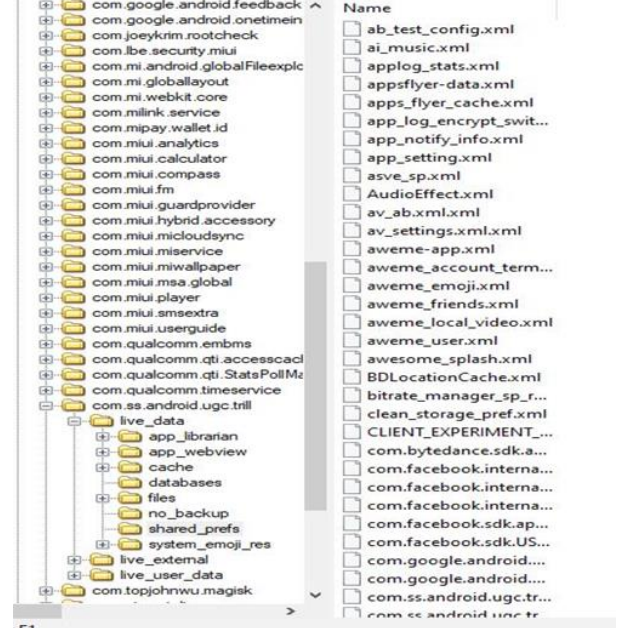 com.google.android.feedback
com.google.android.onetimein
com.joeykrim.rootcheck
com.lbe.security.miui
com.mi.android.globalFileexplo
com.mi.globallayout
com.mi.webkit.core
com.milink.service
com.mipay.wallet.id
com.miui.analytics
com.miui.calculator
com.miui.compass
com.miui.fm
com.miui.guardprovider
com.miui.hybrid.accessory
com.miui.micloudsync
com.miui.miservice
com.miui.miwallpaper
com.miui.msa.global
com.miui.player
com.miui.smsextra
com.miui.userguide
com.qualcomm.embms
com.qualcomm.qti.accesscacl
com.qualcomm.qti.StatsPollMa
com.qualcomm.timeservice
com.ss.android.ugc.trill
live_data
app_librarian
app_webview
cache
databases
files
no_backup
shared_prefs
system_emoji_res
live_external
live_user_data
com.topjohnwu.magisk
Name
ab_test_config.xml
ai_music.xml
applog_stats.xml
appsflyer-data.xml
apps_flyer_cache.xml
app_log_encrypt_swit...
app_notify_info.xml
app_setting.xml
asve_sp.xml
AudioEffect.xml
av_ab.xml.xml
av_settings.xml.xml
aweme-app.xml
aweme_account_term...
aweme_emoji.xml
aweme_friends.xml
aweme_local_video.xml
aweme_user.xml
awesome_splash.xml
BDLocationCache.xml
bitrate_manager_sp_r...
clean_storage_pref.xml
CLIENT_EXPERIMENT_...
com.bytedance.sdk.a...
com.facebook.interna...
com.facebook.interna...
com.facebook.interna...
com.facebook.sdk.ap...
com.facebook.sdk.US...
com.google.android....
com.google.android....
com.ss.android.ugc.tr...
com.ss.android.ugc.tr...